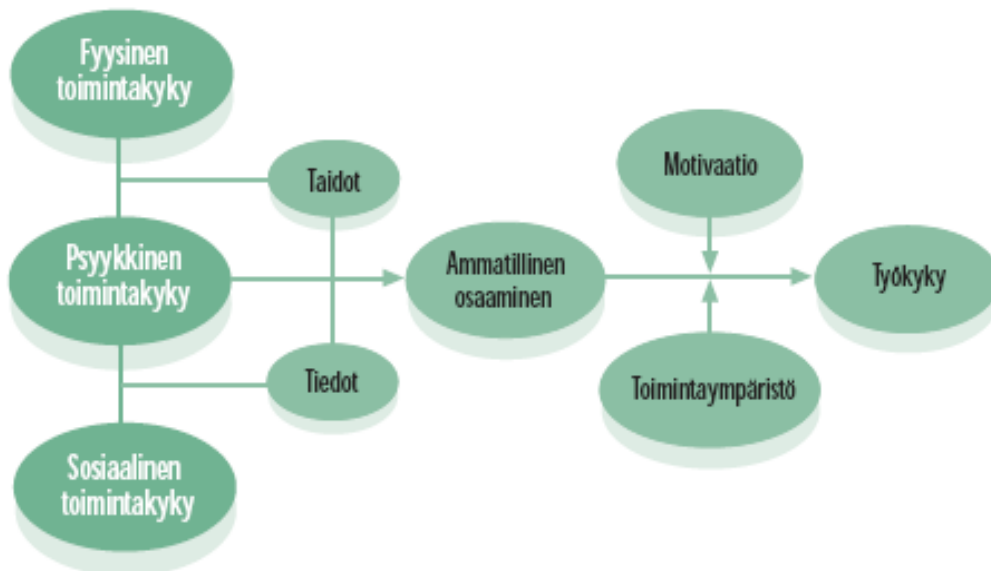 Fyysinen
toimintakyky
Taidot
Psyykkinen
toimintakyky
Tiedot
Sosiaalinen
toimintakyky
Ammatillinen
osaaminen
Motivaatio
Toimintaympäristö
Työkyky